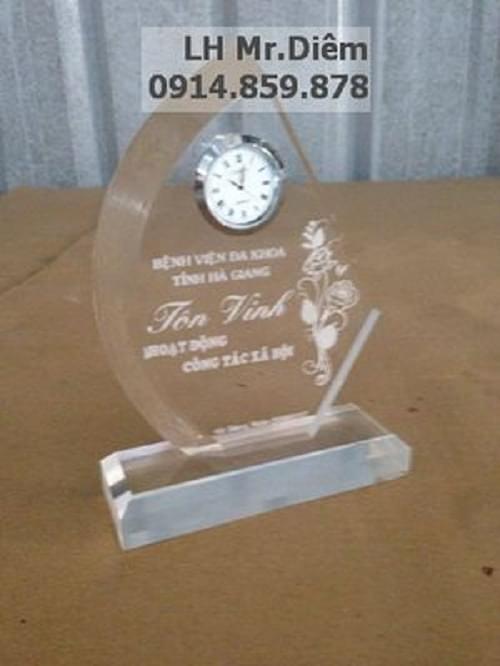 LH Mr.Diêm
0914.859.878
BỆNH VIỆN ĐA KHOA
TỈNH HÀ GIANG
Tôn Vinh
HOẠT ĐỘNG
CÔNG TÁC XÃ HỘI